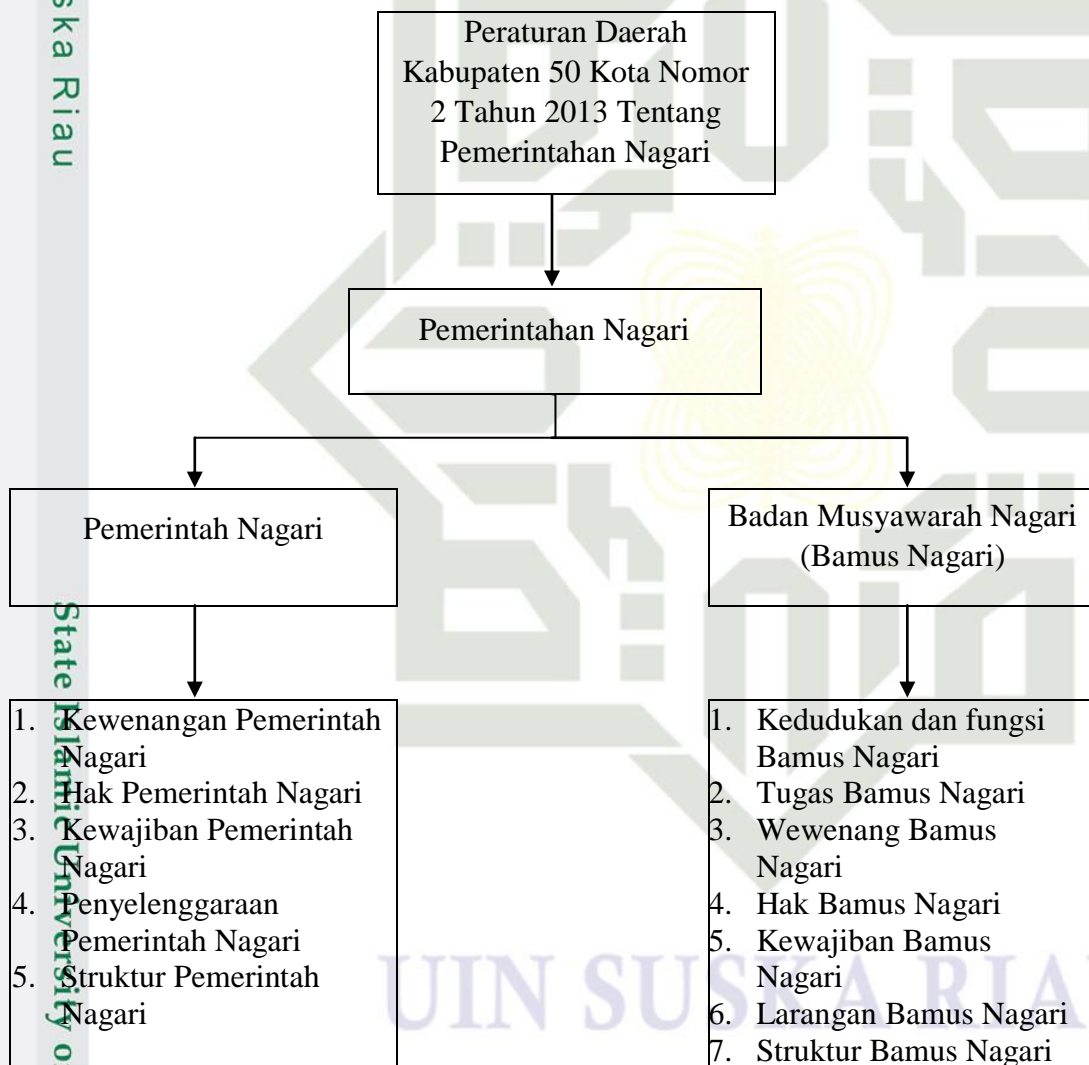 Peraturan Daerah
Kabupaten 50 Kota Nomor
2 Tahun 2013 Tentang
Pemerintahan Nagari
Pemerintahan Nagari
Pemerintah Nagari
Badan Musyawarah Nagari
(Bamus Nagari)
1. Kewenangan Pemerintah
Nagari
2. Hak Pemerintah Nagari
3. Kewajiban Pemerintah
Nagari
4. Penyelenggaraan
Pemerintah Nagari
5. Struktur Pemerintah
Nagari
1. Kedudukan dan fungsi
Bamus Nagari
2. Tugas Bamus Nagari
3. Wewenang Bamus
Nagari
4. Hak Bamus Nagari
5. Kewajiban Bamus
Nagari
6. Larangan Bamus Nagari
7. Struktur Bamus Nagari
ska Riau
State Islamic University o
UIN SUSKA RIA